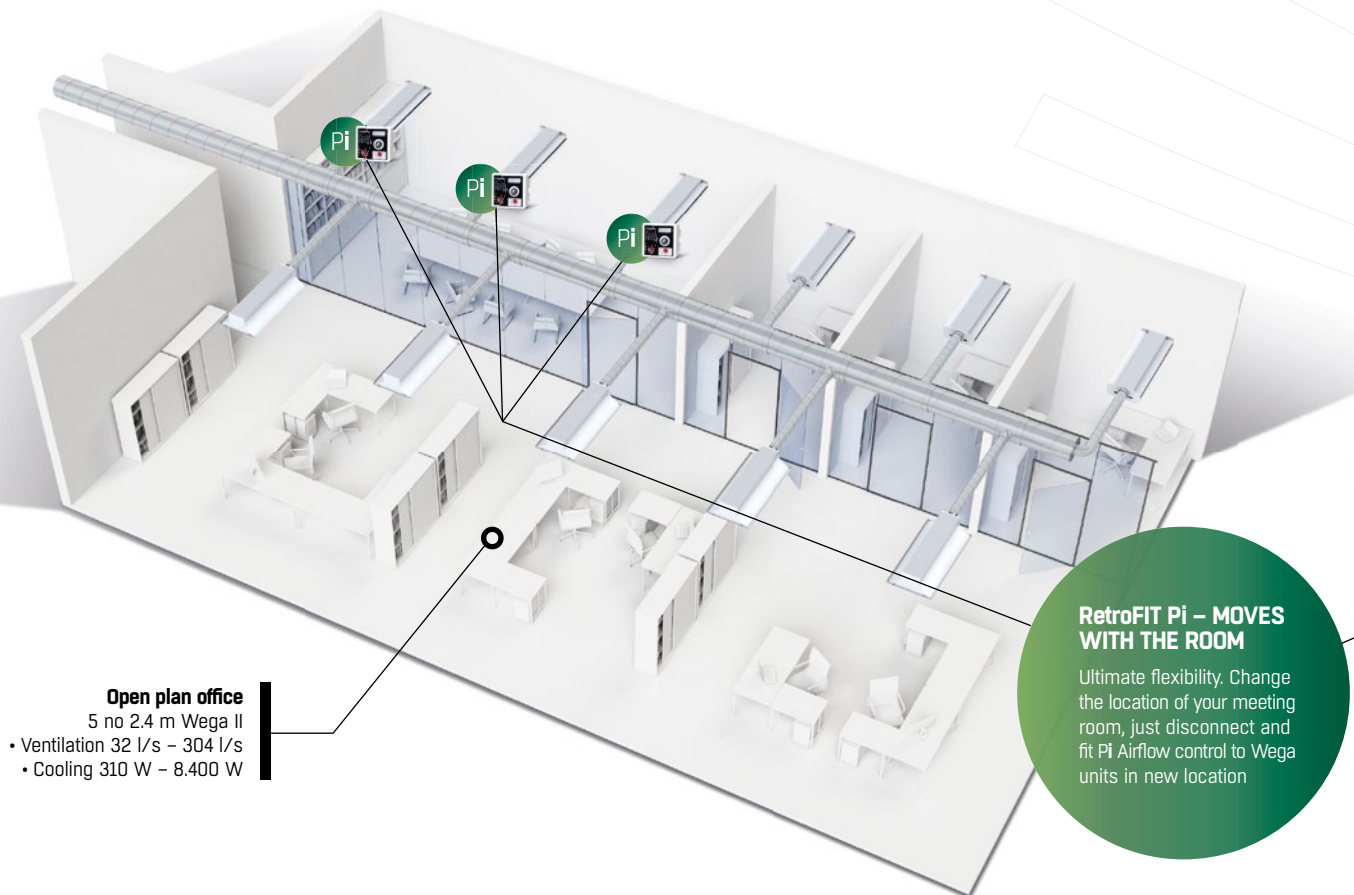 Pi
Pi
Pi
Open plan office
5 no 2.4 m Wega II
• Ventilation 32 l/s – 304 l/s
• Cooling 310 W – 8.400 W
RetroFIT Pi – MOVES
WITH THE ROOM
Ultimate flexibility. Change
the location of your meeting
room, just disconnect and
fit Pi Airflow control to Wega
units in new location